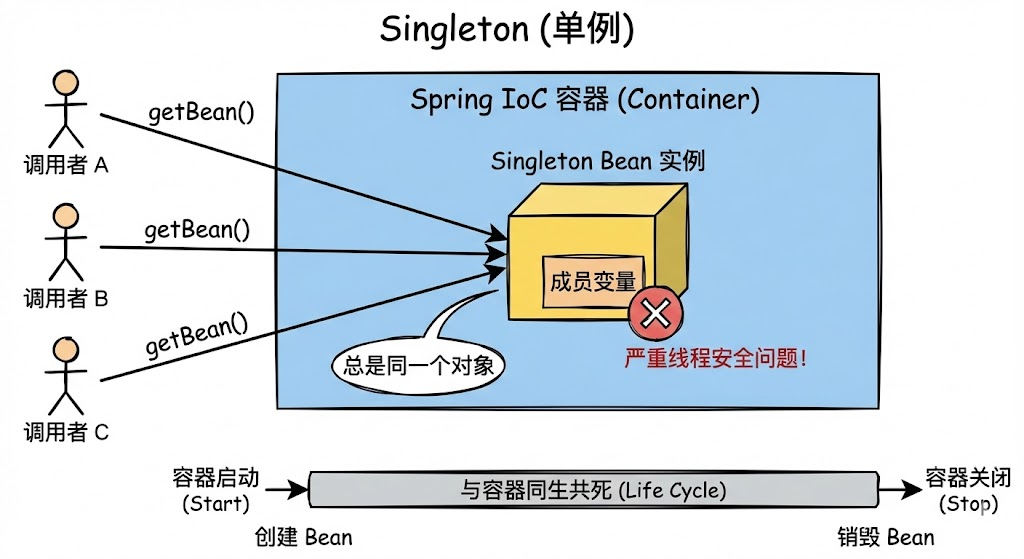 Singleton (单例)
Spring IoC 容器 (Container)
getBean()
调用者 A
Singleton Bean 实例
getBean()
调用者 B
成员变量
getBean()
总是同一个对象
严重线程安全问题!
调用者 C
容器启动
(Start)
与容器同生共死 (Life Cycle)
容器关闭
(Stop)
创建 Bean
销毁 Bean